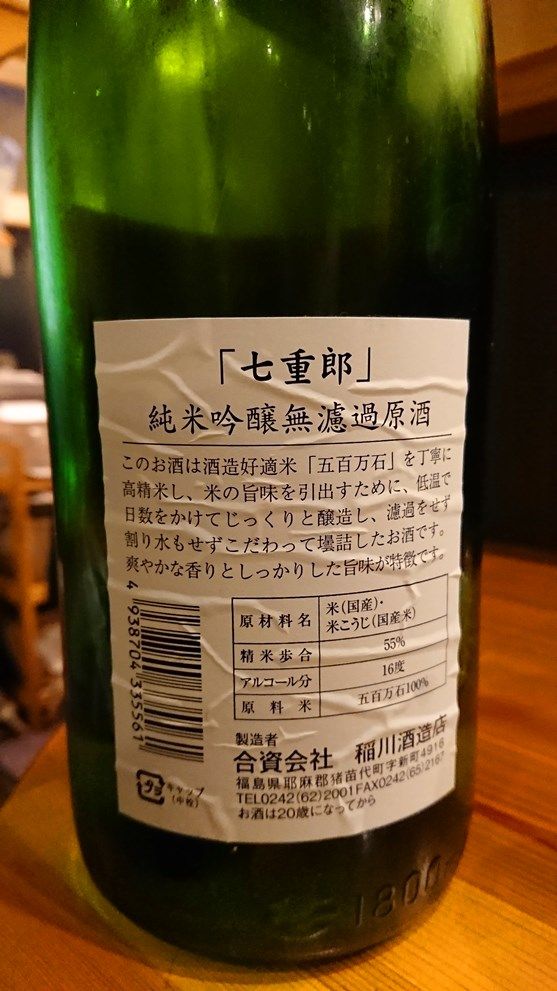 「七重郎」
純米吟醸無濾過原酒
このお酒は酒造好適米「五百万石」を丁寧に
高精米し、米の旨味を引出すために、低温で
日数をかけてじっくりと醸造し、濾過をせず
割り水もせずこだわって壜詰したお酒です。
爽やかな香りとしっかりした旨味が特徴です。
原材料名 米(国産)・
米こうじ(国産米)
精米歩合 55%
アルコール分 16度
原料米 五百万石100%
4 938704 335561
製造者
合資会社 稲川酒造店
福島県耶麻郡猪苗代町字新町4916
TEL0242(62)2001FAX0242(65)2167
お酒は20歳になってから
キャップ
(中栓)
1800